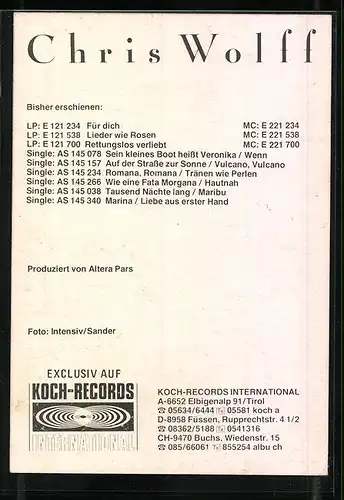 Chris Wolff
Bisher erschienen:
LP: E 121 234 Für dich MC: E 221 234
LP: E 121 538 Lieder wie Rosen MC: E 221 538
LP: E 121 700 Rettungslos verliebt MC: E 221 700
Single: AS 145 078 Sein kleines Boot heißt Veronika / Wenn
Single: AS 145 157 Auf der Straße zur Sonne / Vulcano, Vulcano
Single: AS 145 234 Romana, Romana / Tränen wie Perlen
Single: AS 145 266 Wie eine Fata Morgana / Hautnah
Single: AS 145 038 Tausend Nächte lang / Maribu
Single: AS 145 340 Marina / Liebe aus erster Hand
Produziert von Altera Pars
Foto: Intensiv/Sander
EXCLUSIV AUF
KOCH-RECORDS
INTERNATIONAL
KOCH-RECORDS INTERNATIONAL
A-6652 Elbigenalp 91/Tirol
☎ 05634/6444 05581 koch a
D-8958 Füssen, Rupprechtstr. 4 1/2
☎ 08362/5188 0541316
CH-9470 Buchs, Wiedenstr. 15
☎ 085/66061 855254 albu ch